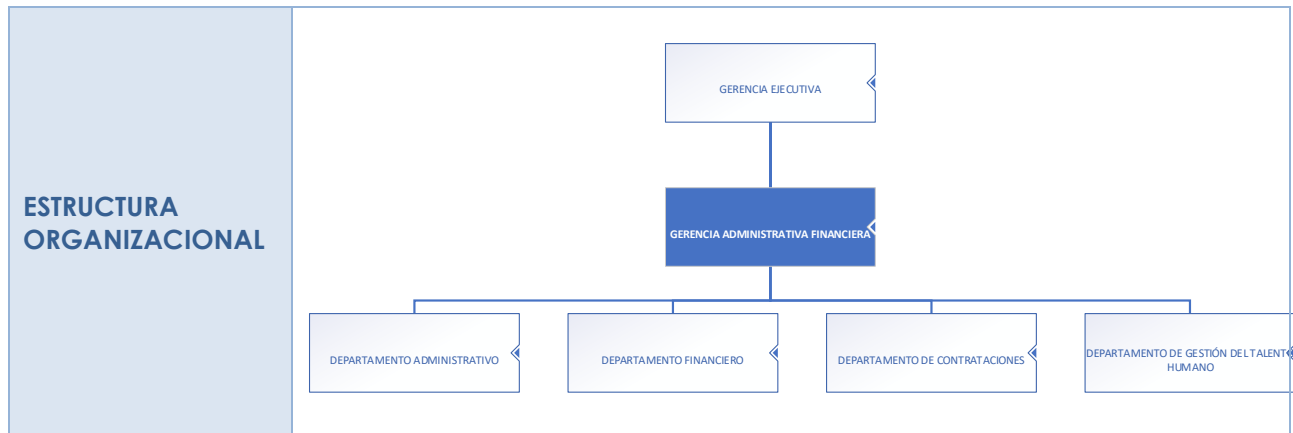 ESTRUCTURA
ORGANIZACIONAL
GERENCIA EJECUTIVA
GERENCIA ADMINISTRATIVA FINANCIERA
DEPARTAMENTO ADMINISTRATIVO
DEPARTAMENTO FINANCIERO
DEPARTAMENTO DE CONTRATACIONES
DEPARTAMENTO DE GESTIÓN DEL TALENTO
HUMANO